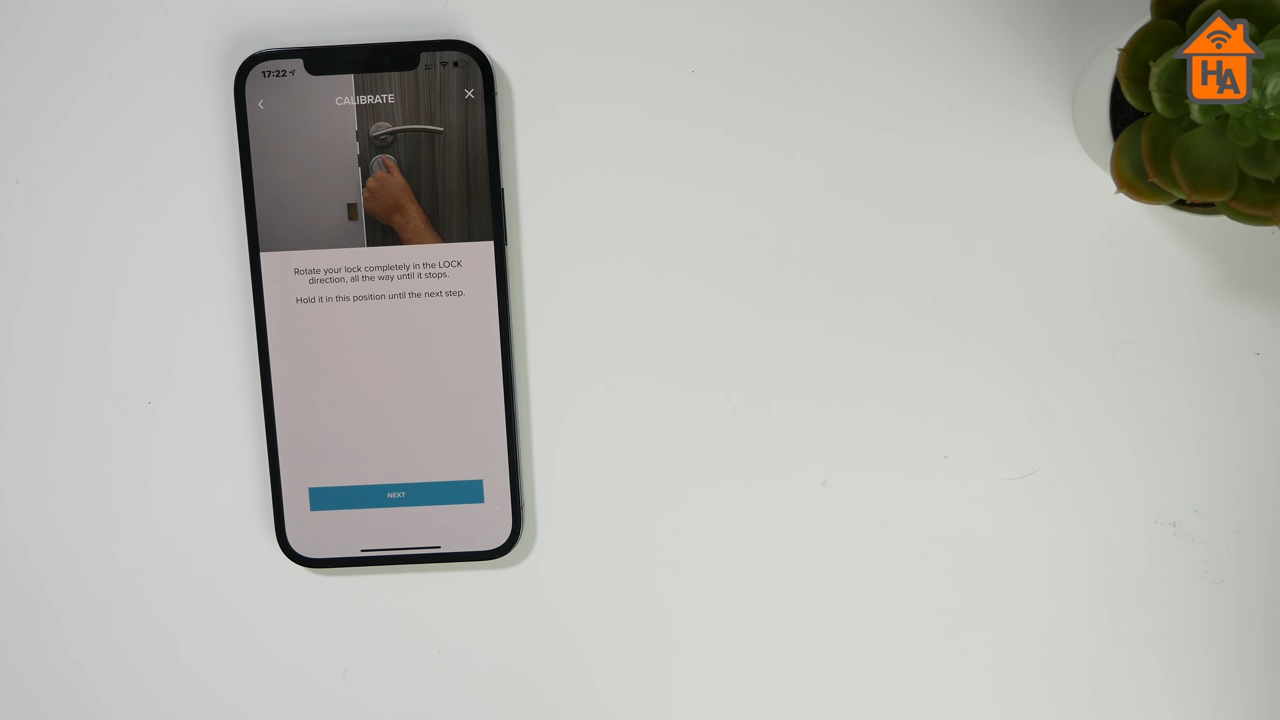 17:22
CALIBRATE
Rotate your lock completely in the LOCK
direction, all the way until it stops.
Hold it in this position until the next step.
NEXT
HA